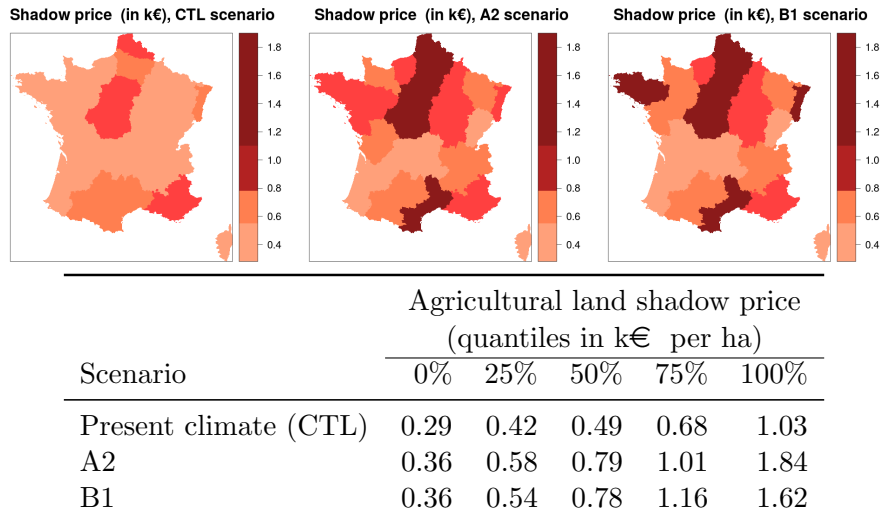 Shadow price (in k€), CTL scenario
Shadow price (in k€), A2 scenario
Shadow price (in k€), B1 scenario
1.8
1.6
1.4
1.2
1.0
0.8
0.6
0.4
1.8
1.6
1.4
1.2
1.0
0.8
0.6
0.4
1.8
1.6
1.4
1.2
1.0
0.8
0.6
0.4
Agricultural land shadow price
(quantiles in k€ per ha)
Scenario 0% 25% 50% 75% 100%
Present climate (CTL) 0.29 0.42 0.49 0.68 1.03
A2 0.36 0.58 0.79 1.01 1.84
B1 0.36 0.54 0.78 1.16 1.62